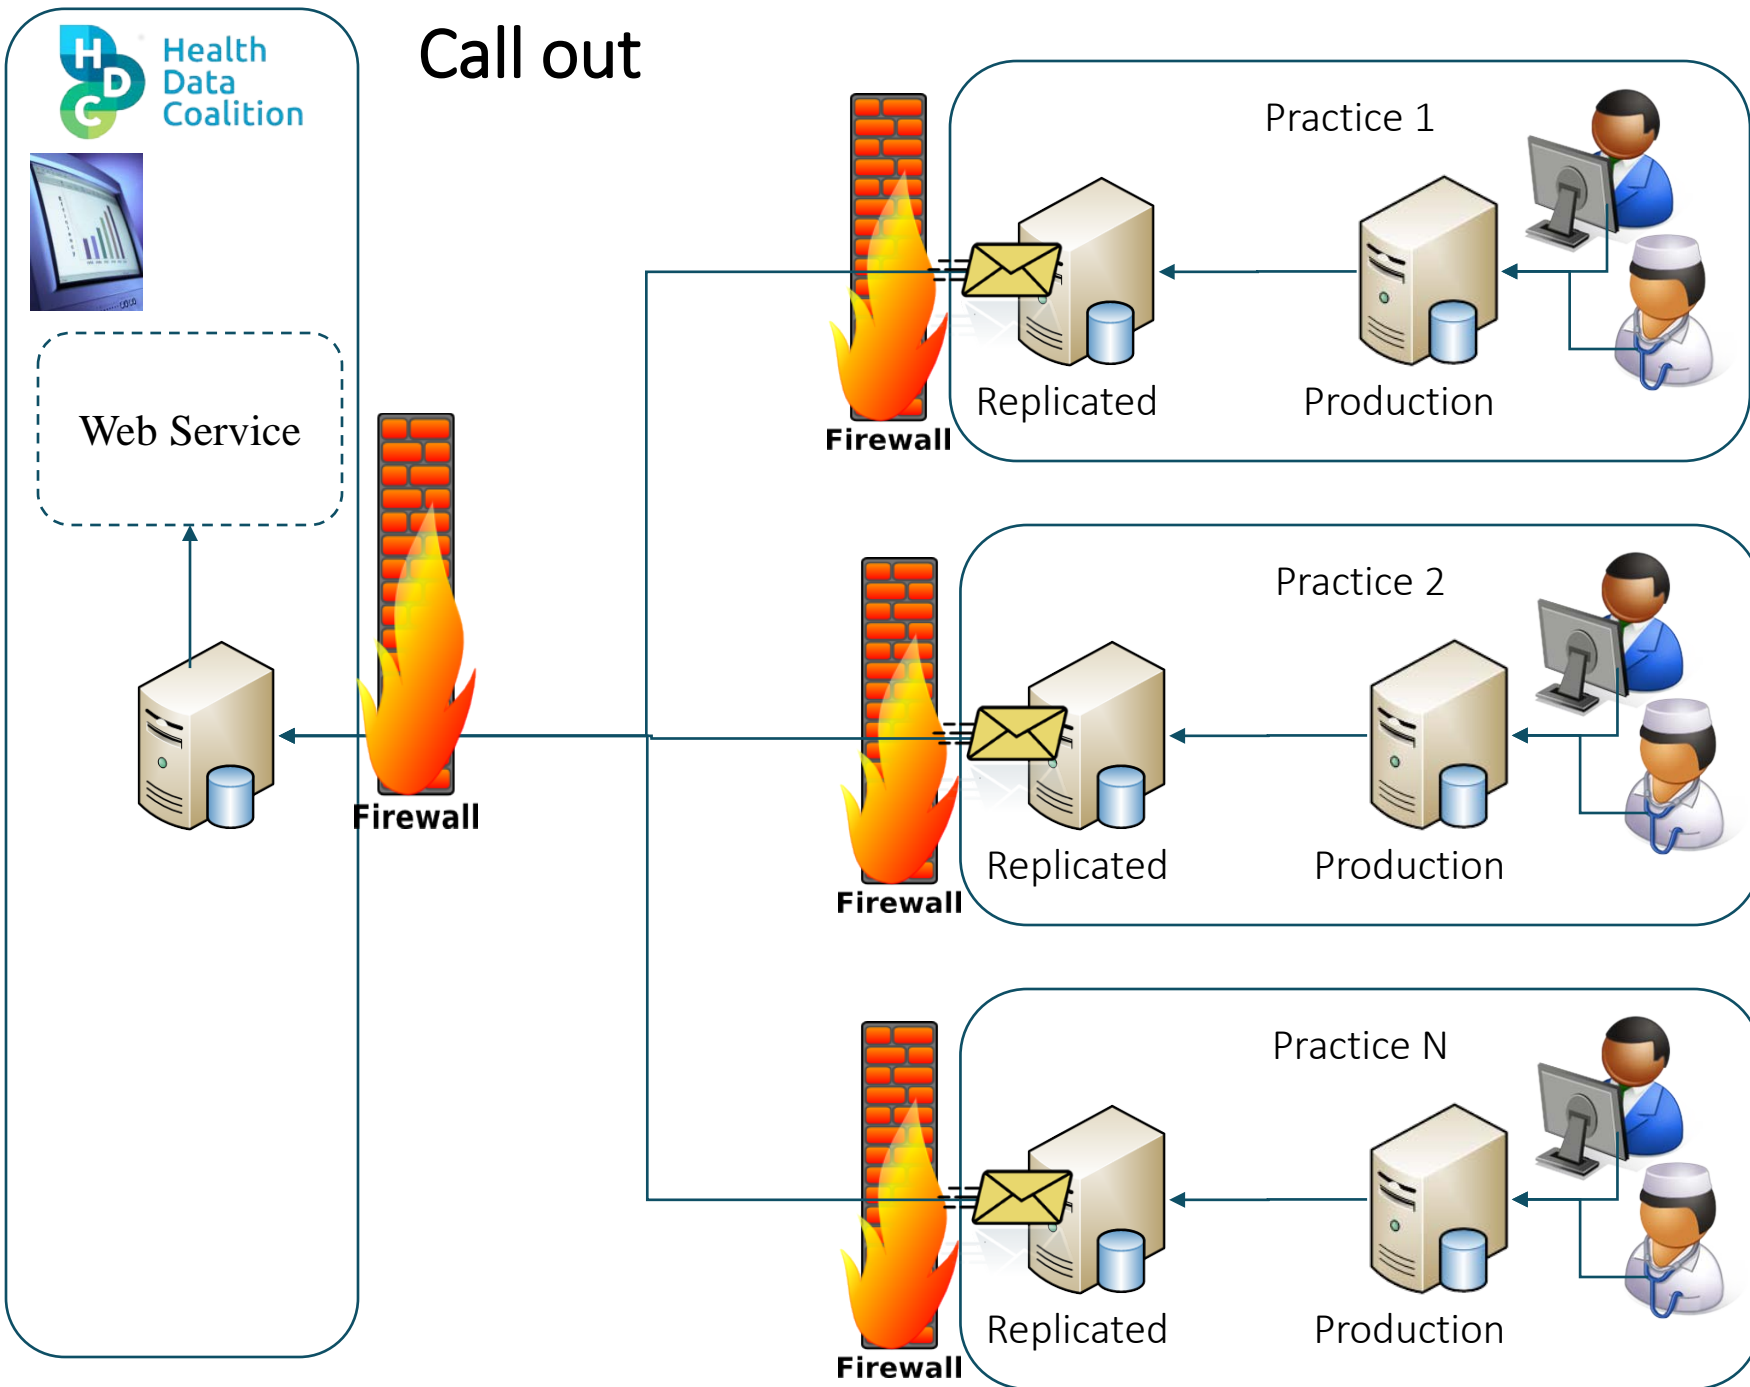 Health
Data
Coalition
HDC
Call out
Web Service
Firewall
Practice 1
Replicated
Production
Firewall
Practice 2
Replicated
Production
Firewall
Practice N
Replicated
Production
Firewall